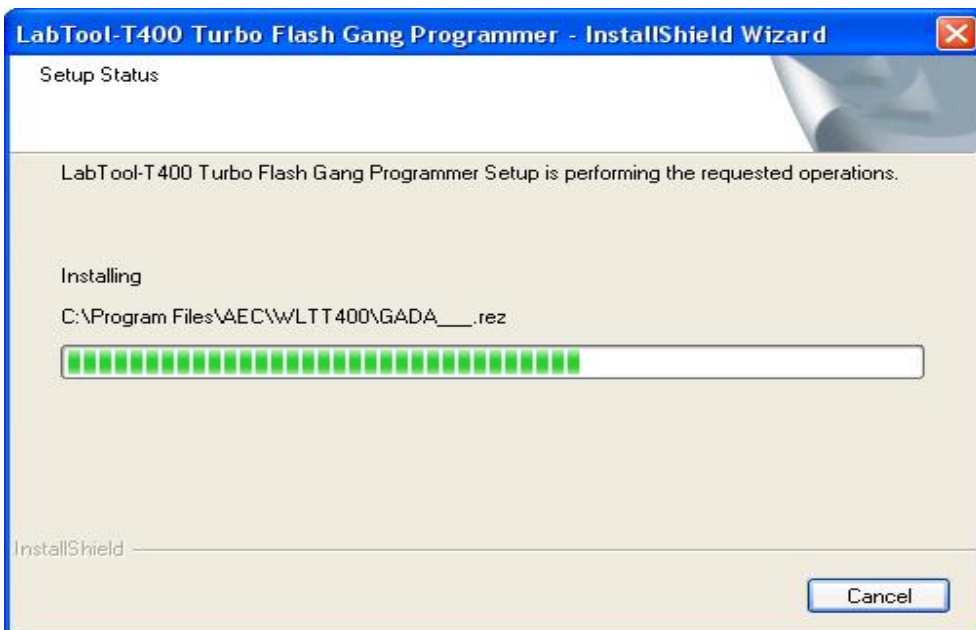 LabTool-T400 Turbo Flash Gang Programmer - InstallShield Wizard
Setup Status
LabTool-T400 Turbo Flash Gang Programmer Setup is performing the requested operations.
Installing
C:\Program Files\AEC\WLTT400\GADA___.rez
InstallShield
Cancel